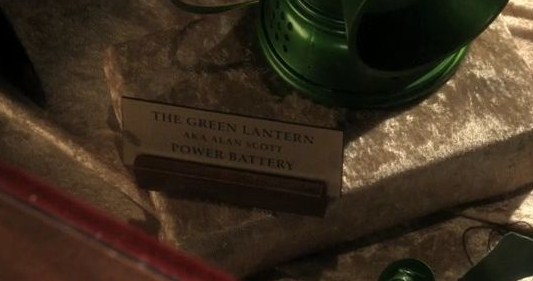 THE GREEN LANTERN
AKA ALAN SCOTT
POWER BATTERY